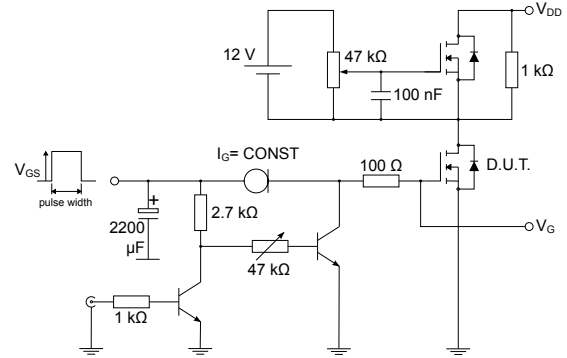 V_DD
12 V
47 kΩ
1 kΩ
100 nF
I_G= CONST
100 Ω
D.U.T.
V_GS
pulse width
+
2200
μF
2.7 kΩ
47 kΩ
V_G
1 kΩ